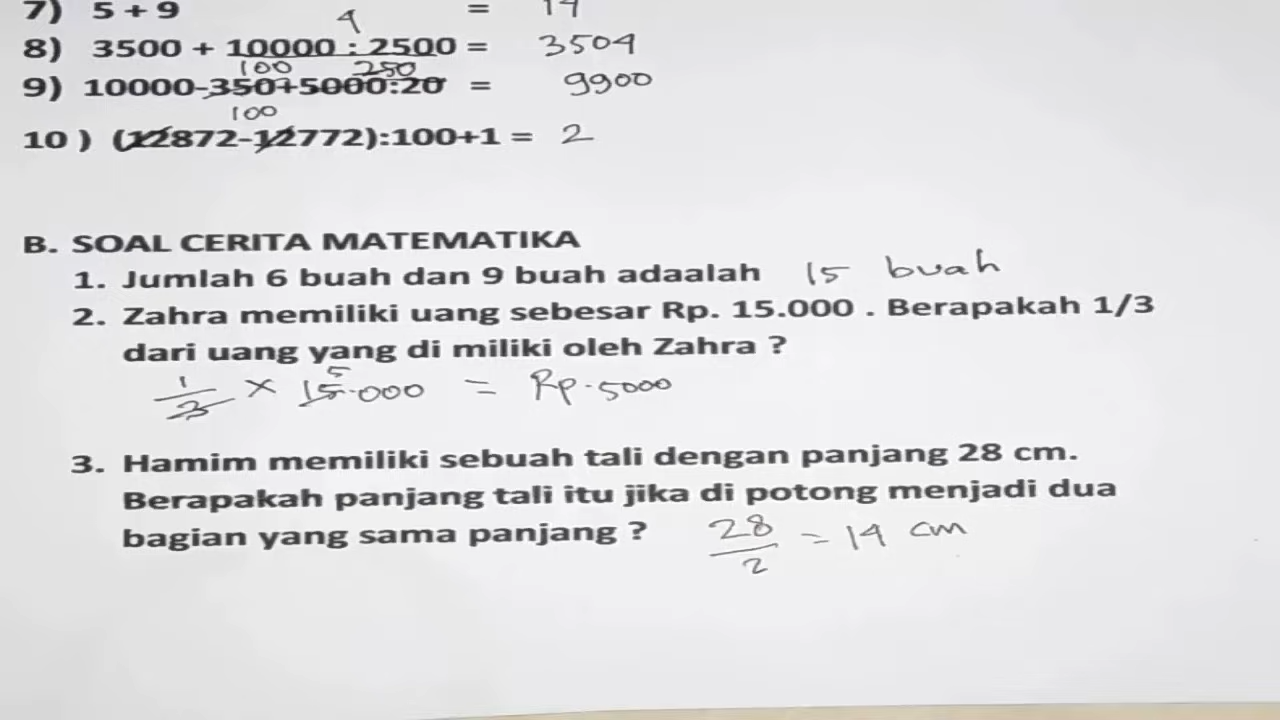 7) 5 + 9 = 14
4
8) 3500 + 10000 : 2500 = 3504
100 250
9) 10000-350+5000:20 = 9900
100
10 ) (12872-12772):100+1 = 2
B. SOAL CERITA MATEMATIKA
1. Jumlah 6 buah dan 9 buah adaalah 15 buah
2. Zahra memiliki uang sebesar Rp. 15.000 . Berapakah 1/3
dari uang yang di miliki oleh Zahra ?
5
1/3 × 15.000 = Rp.5000
3. Hamim memiliki sebuah tali dengan panjang 28 cm.
Berapakah panjang tali itu jika di potong menjadi dua
bagian yang sama panjang ? 28/2 = 14 cm